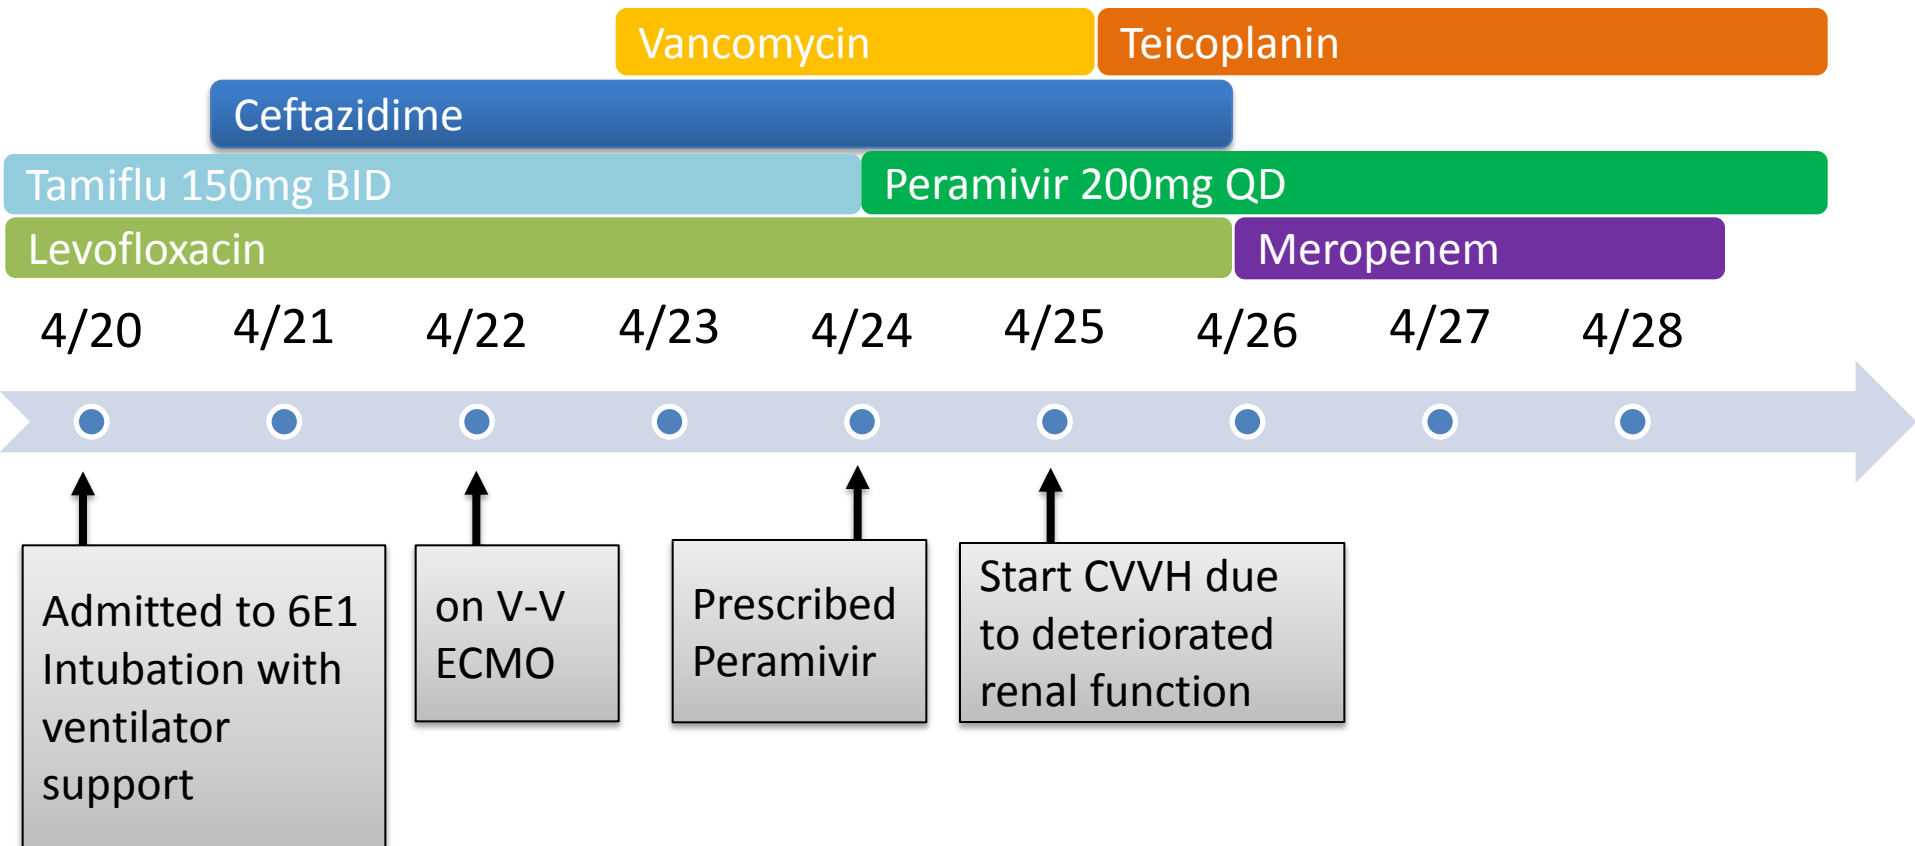 Vancomycin
Teicoplanin
Ceftazidime
Tamiflu 150mg BID
Peramivir 200mg QD
Levofloxacin
Meropenem
4/20
4/21
4/22
4/23
4/24
4/25
4/26
4/27
4/28
Admitted to 6E1
Intubation with
ventilator
support
on V-V
ECMO
Prescribed
Peramivir
Start CVVH due
to deteriorated
renal function